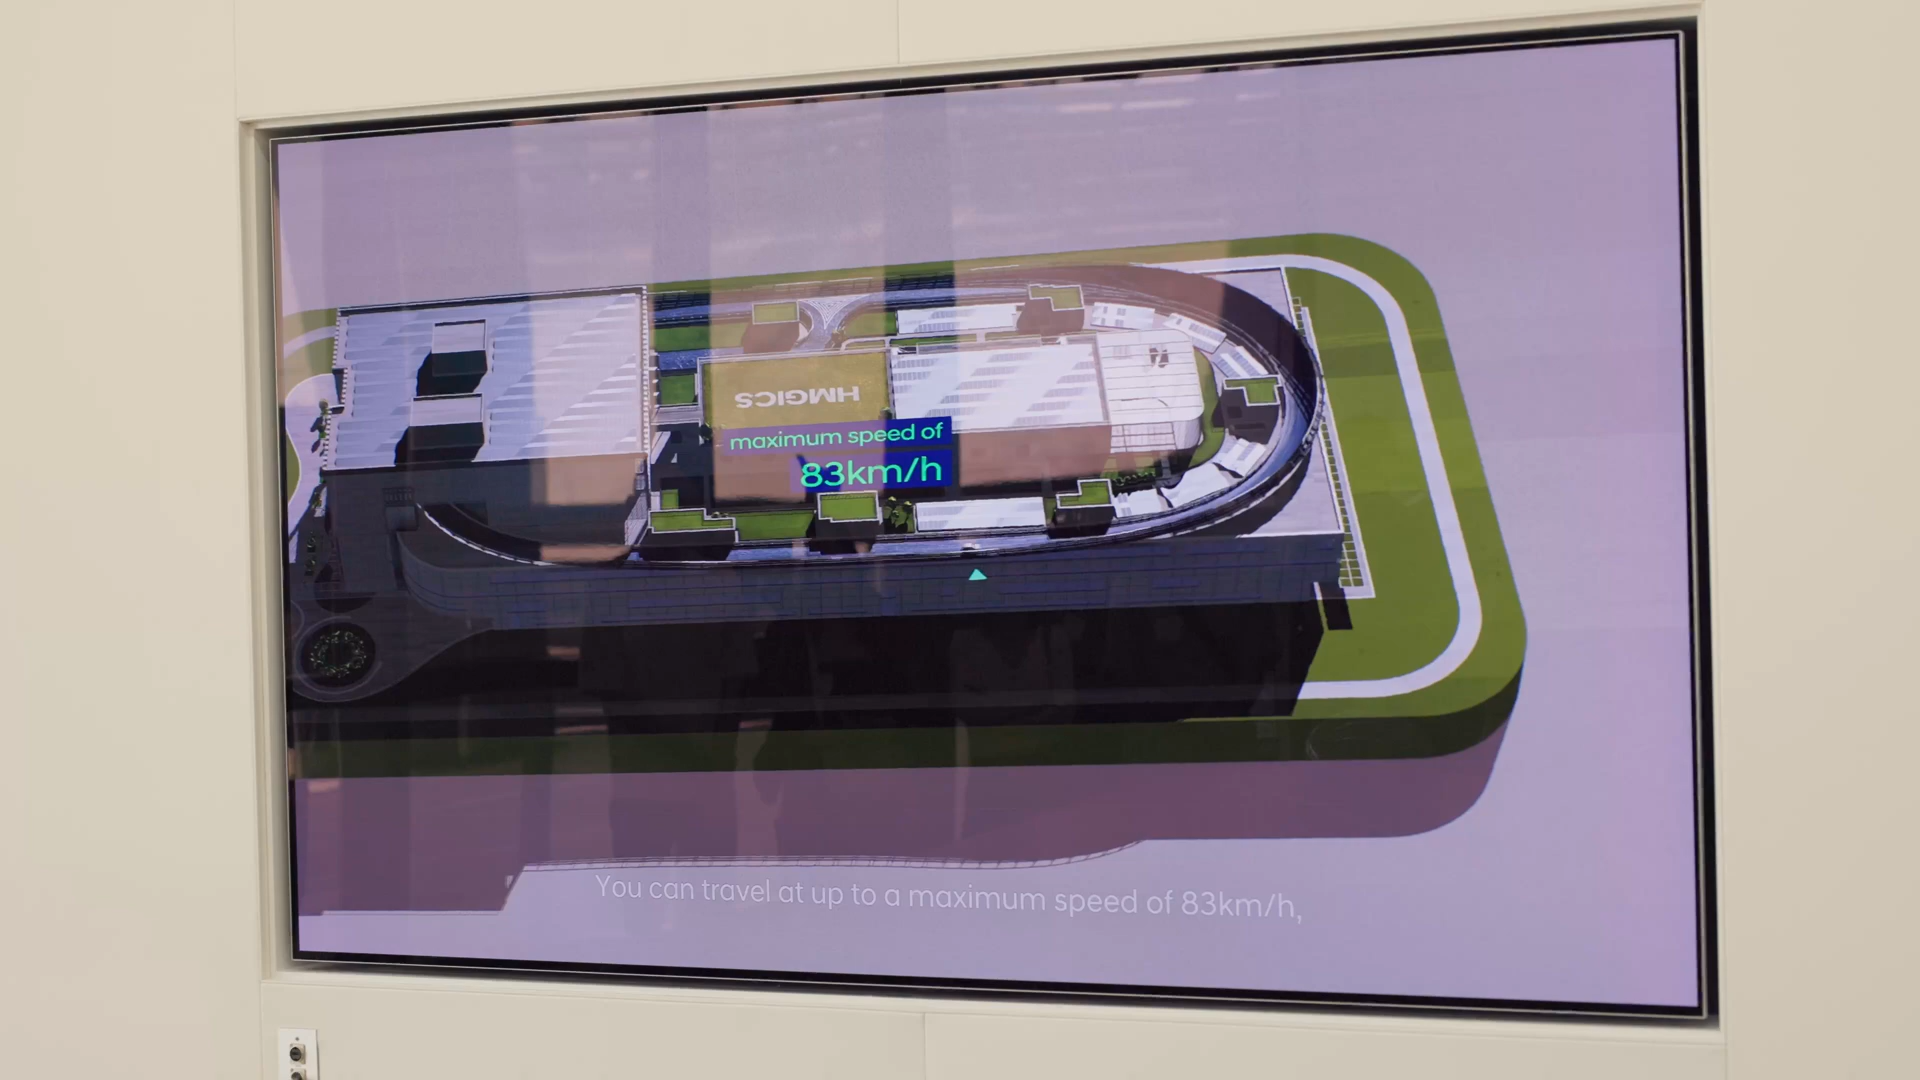 HMGICS
maximum speed of
83km/h
You can travel at up to a maximum speed of 83km/h,